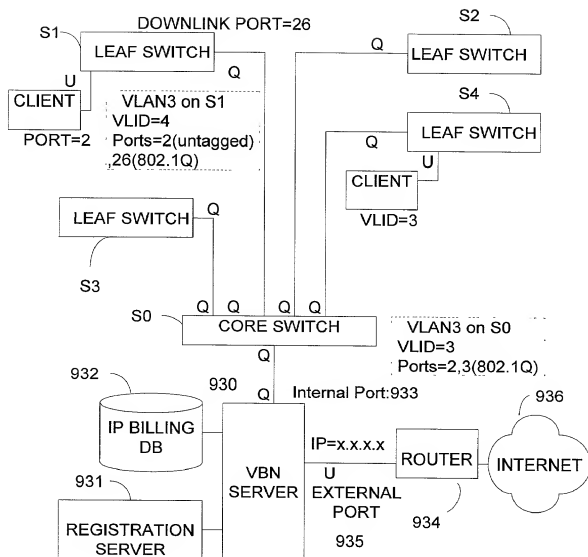 DOWNLINK PORT=26
S1
LEAF SWITCH
Q
U
CLIENT
PORT=2
VLAN3 on S1
VLID=4
Ports=2(untagged)
,26(802.1Q)
S2
Q
LEAF SWITCH
S4
Q
LEAF SWITCH
U
CLIENT
VLID=3
Q
LEAF SWITCH
S3
Q Q Q Q
S0
CORE SWITCH
Q
VLAN3 on S0
VLID=3
Ports=2,3(802.1Q)
932
930
Q
Internal Port:933
936
IP BILLING
DB
VBN
SERVER
IP=x.x.x.x
U
EXTERNAL
PORT
935
ROUTER
934
INTERNET
931
REGISTRATION
SERVER